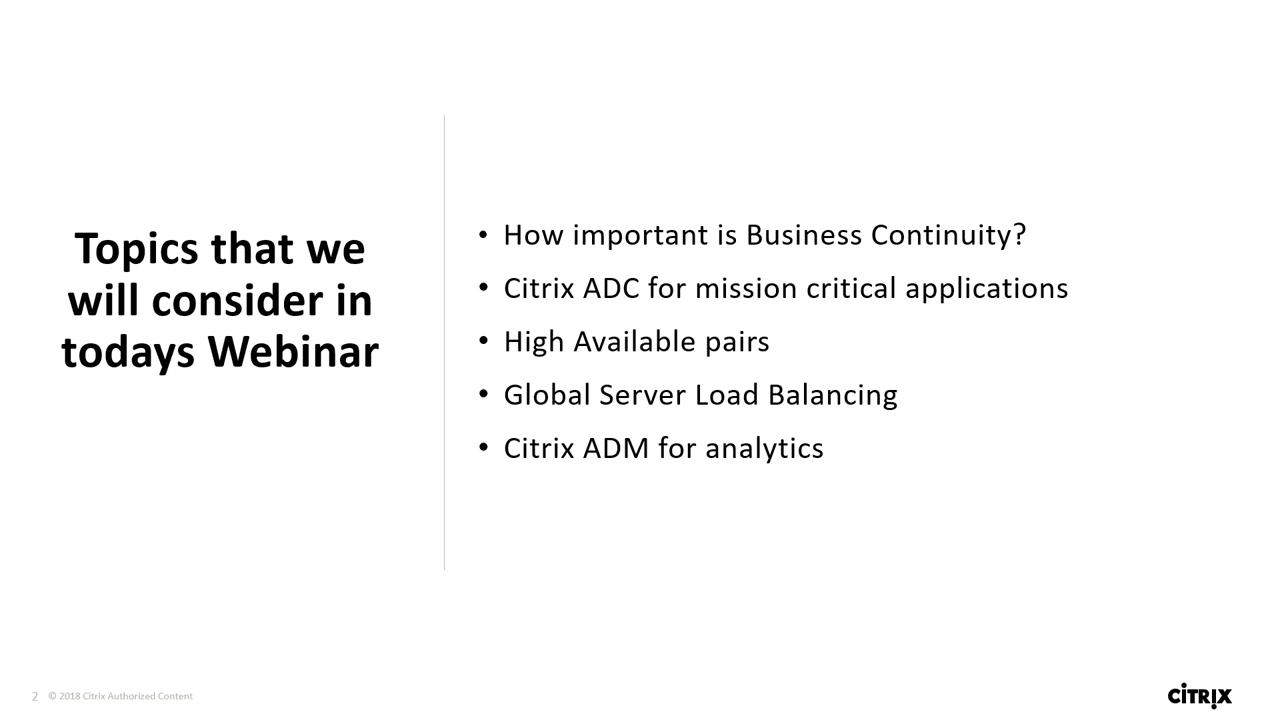 Topics that we
will consider in
todays Webinar
• How important is Business Continuity?
• Citrix ADC for mission critical applications
• High Available pairs
• Global Server Load Balancing
• Citrix ADM for analytics
2 © 2018 Citrix Authorized Content
CITRIX